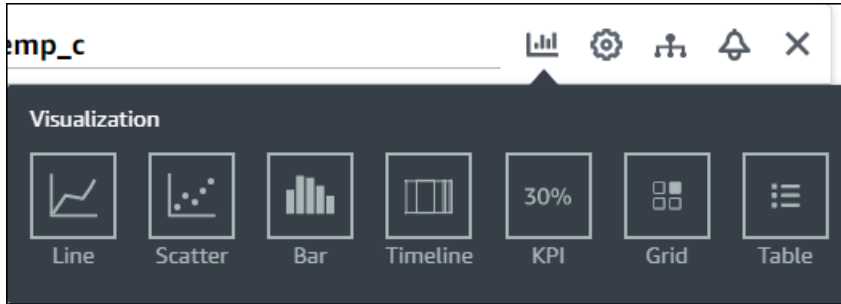 emp_c
Visualization
30%
Line Scatter Bar Timeline KPI Grid Table